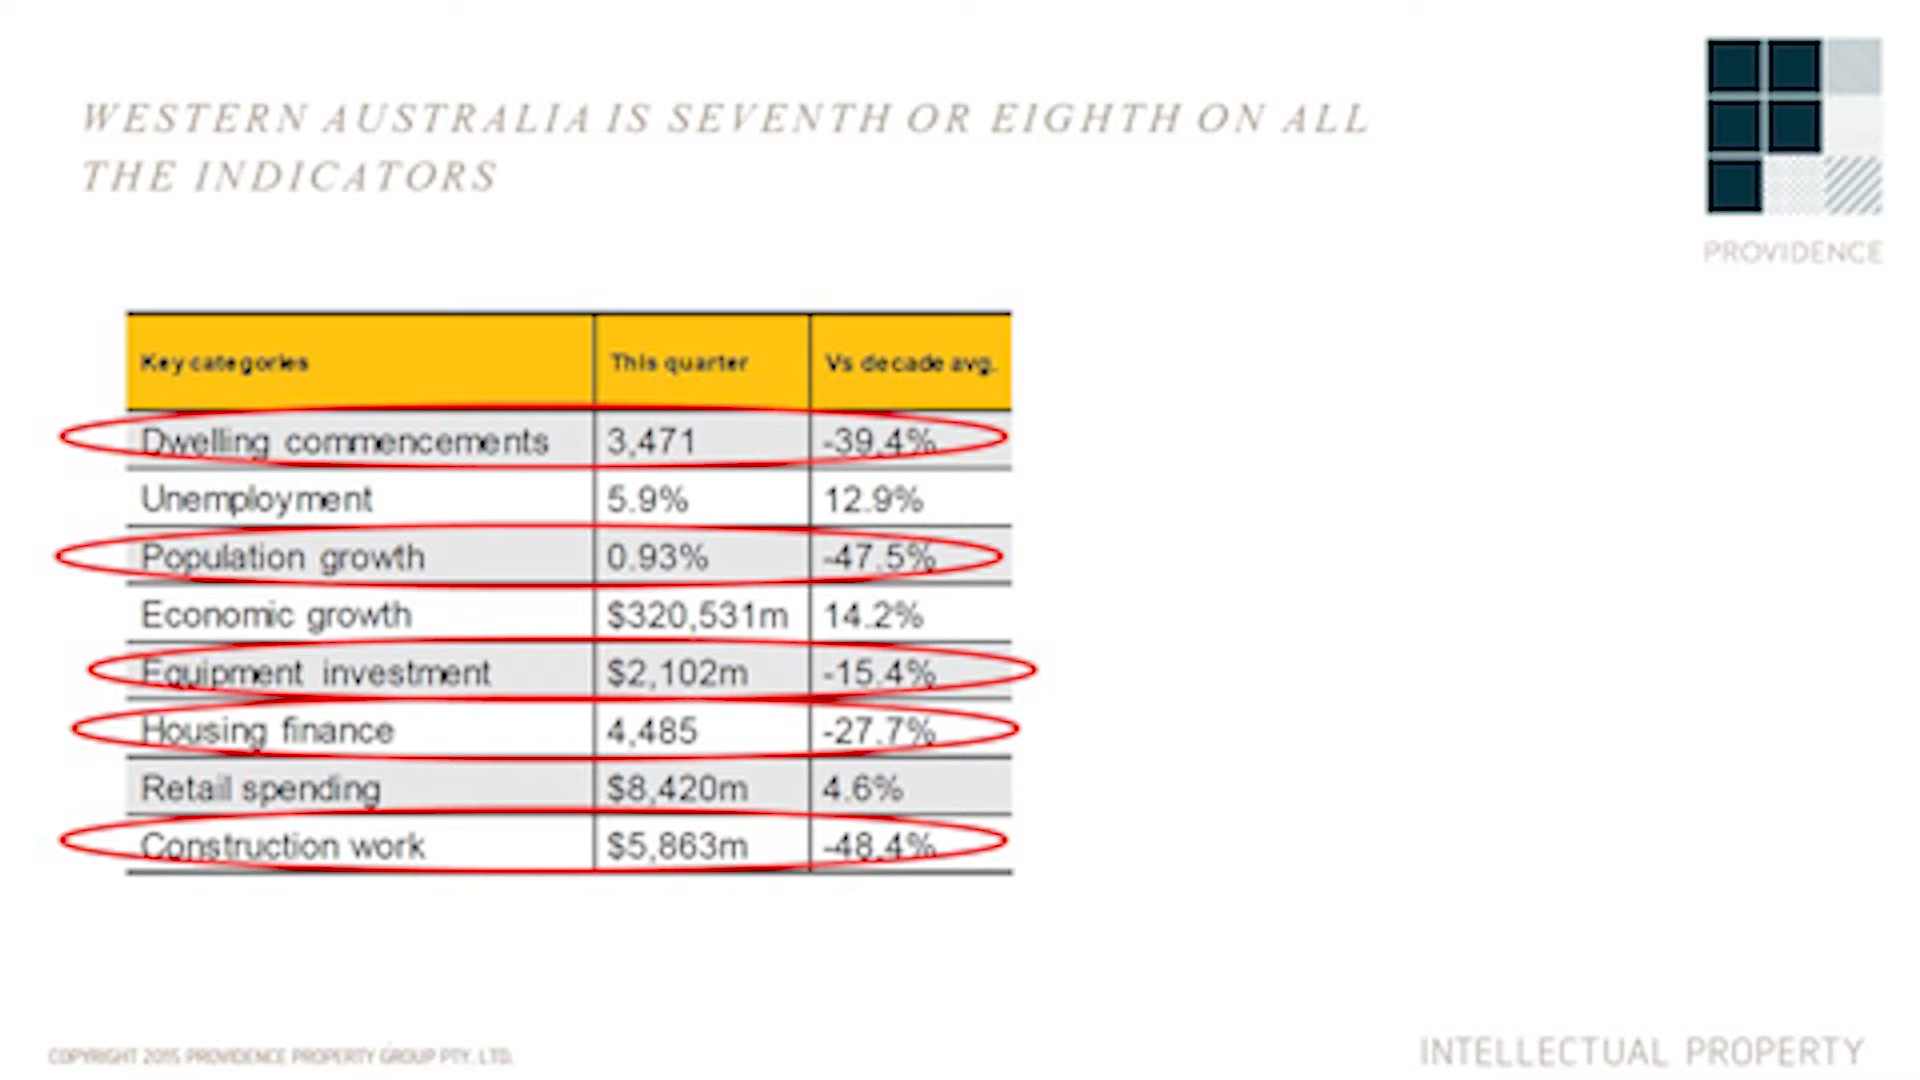 WESTERN AUSTRALIA IS SEVENTH OR EIGHTH ON ALL
THE INDICATORS
PROVIDENCE
Key categories This quarter Vs decade avg.
Dwelling commencements 3,471 -39.4%
Unemployment 5.9% 12.9%
Population growth 0.93% -47.5%
Economic growth $320,531m 14.2%
Equipment investment $2,102m -15.4%
Housing finance 4,485 -27.7%
Retail spending $8,420m 4.6%
Construction work $5,863m -48.4%
COPYRIGHT 2015 PROVIDENCE PROPERTY GROUP PTY. LTD.
INTELLECTUAL PROPERTY